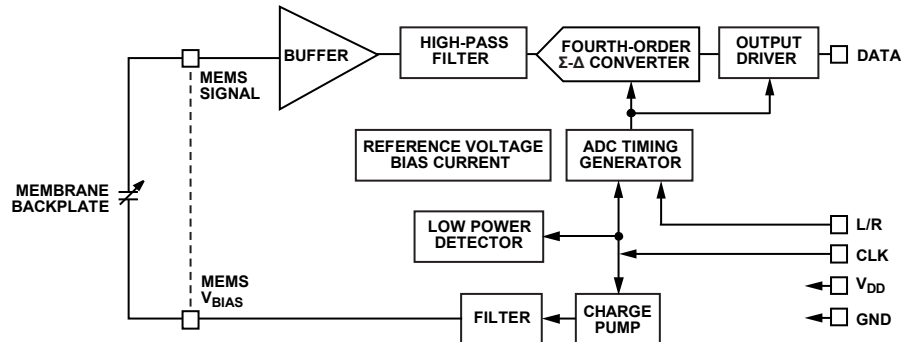 BUFFER
HIGH-PASS
FILTER
FOURTH-ORDER
Σ-Δ CONVERTER
OUTPUT
DRIVER
DATA
MEMS
SIGNAL
REFERENCE VOLTAGE
BIAS CURRENT
ADC TIMING
GENERATOR
MEMBRANE
BACKPLATE
LOW POWER
DETECTOR
L/R
CLK
MEMS
VBIAS
VDD
FILTER
CHARGE
PUMP
GND